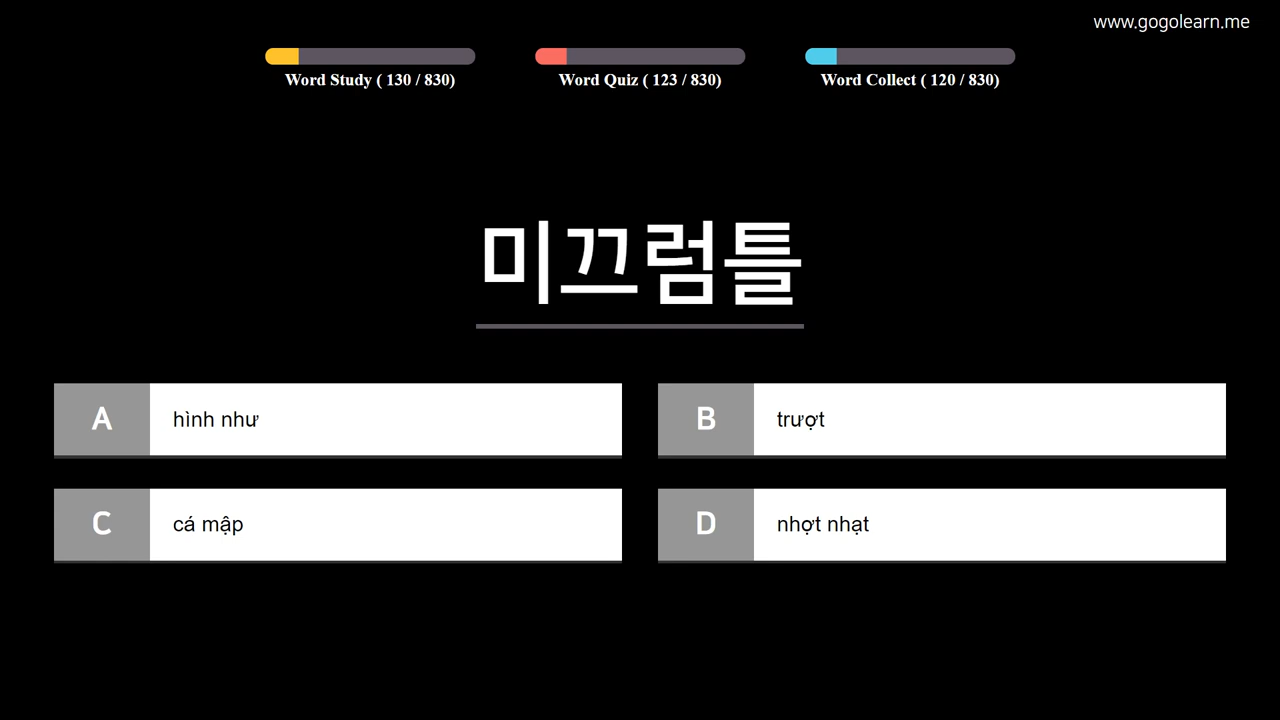 www.gogolearn.me
Word Study ( 130 / 830)
Word Quiz ( 123 / 830)
Word Collect ( 120 / 830)
미끄럼틀
A hình như
B trượt
C cá mập
D nhợt nhạt